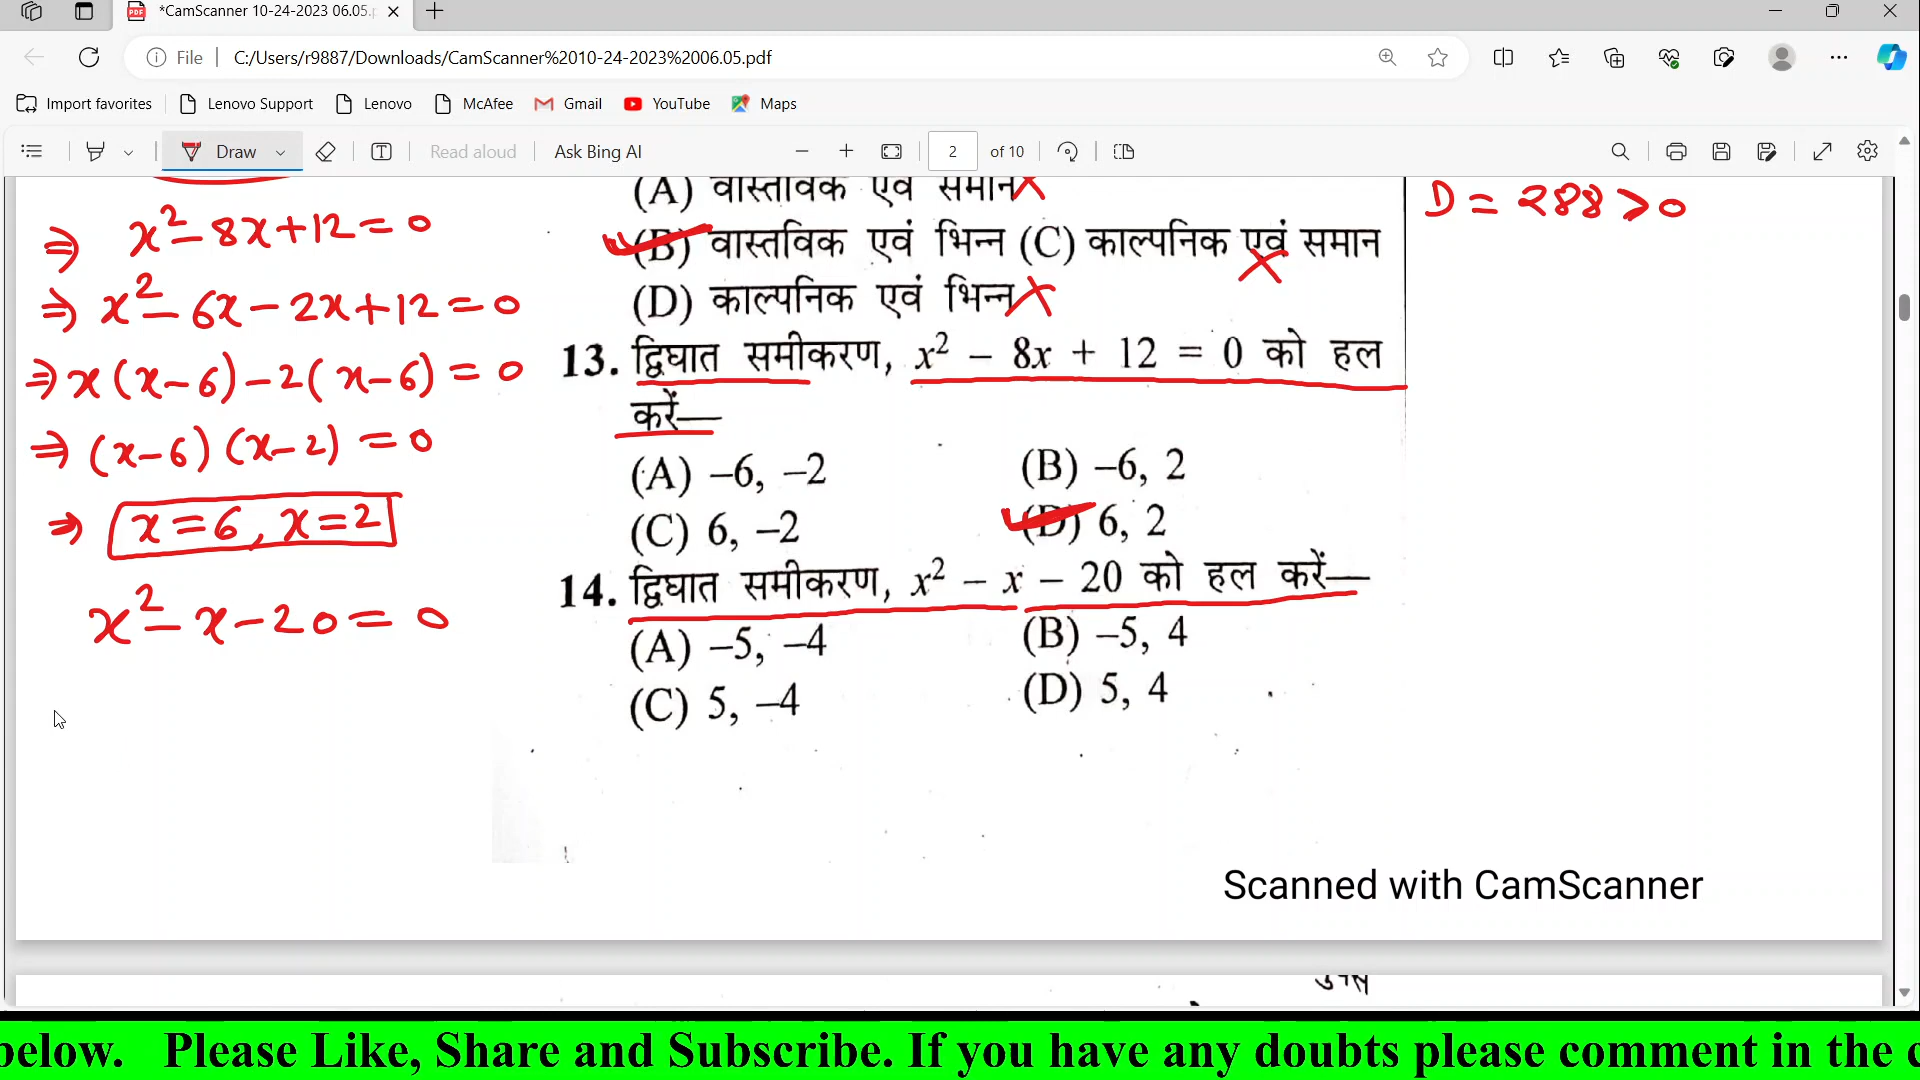 *CamScanner 10-24-2023 06.05.p
File C:/Users/r9887/Downloads/CamScanner%2010-24-2023%2006.05.pdf
Import favorites Lenovo Support Lenovo McAfee Gmail YouTube Maps
Draw Read aloud Ask Bing AI 2 of 10
(A) वास्तविक एवं समान
D = 288 > 0
⇒ x² - 8x + 12 = 0
(B) वास्तविक एवं भिन्न (C) काल्पनिक एवं समान
⇒ x² - 6x - 2x + 12 = 0
(D) काल्पनिक एवं भिन्न
⇒ x(x-6) - 2(x-6) = 0
13. द्विघात समीकरण, x² – 8x + 12 = 0 को हल
करें—
⇒ (x-6)(x-2) = 0
(A) –6, –2 (B) –6, 2
⇒ x = 6, x = 2
(C) 6, –2 (D) 6, 2
14. द्विघात समीकरण, x² – x – 20 को हल करें—
x² - x - 20 = 0
(A) –5, –4 (B) –5, 4
(C) 5, –4 (D) 5, 4
Scanned with CamScanner
below. Please Like, Share and Subscribe. If you have any doubts please comment in the